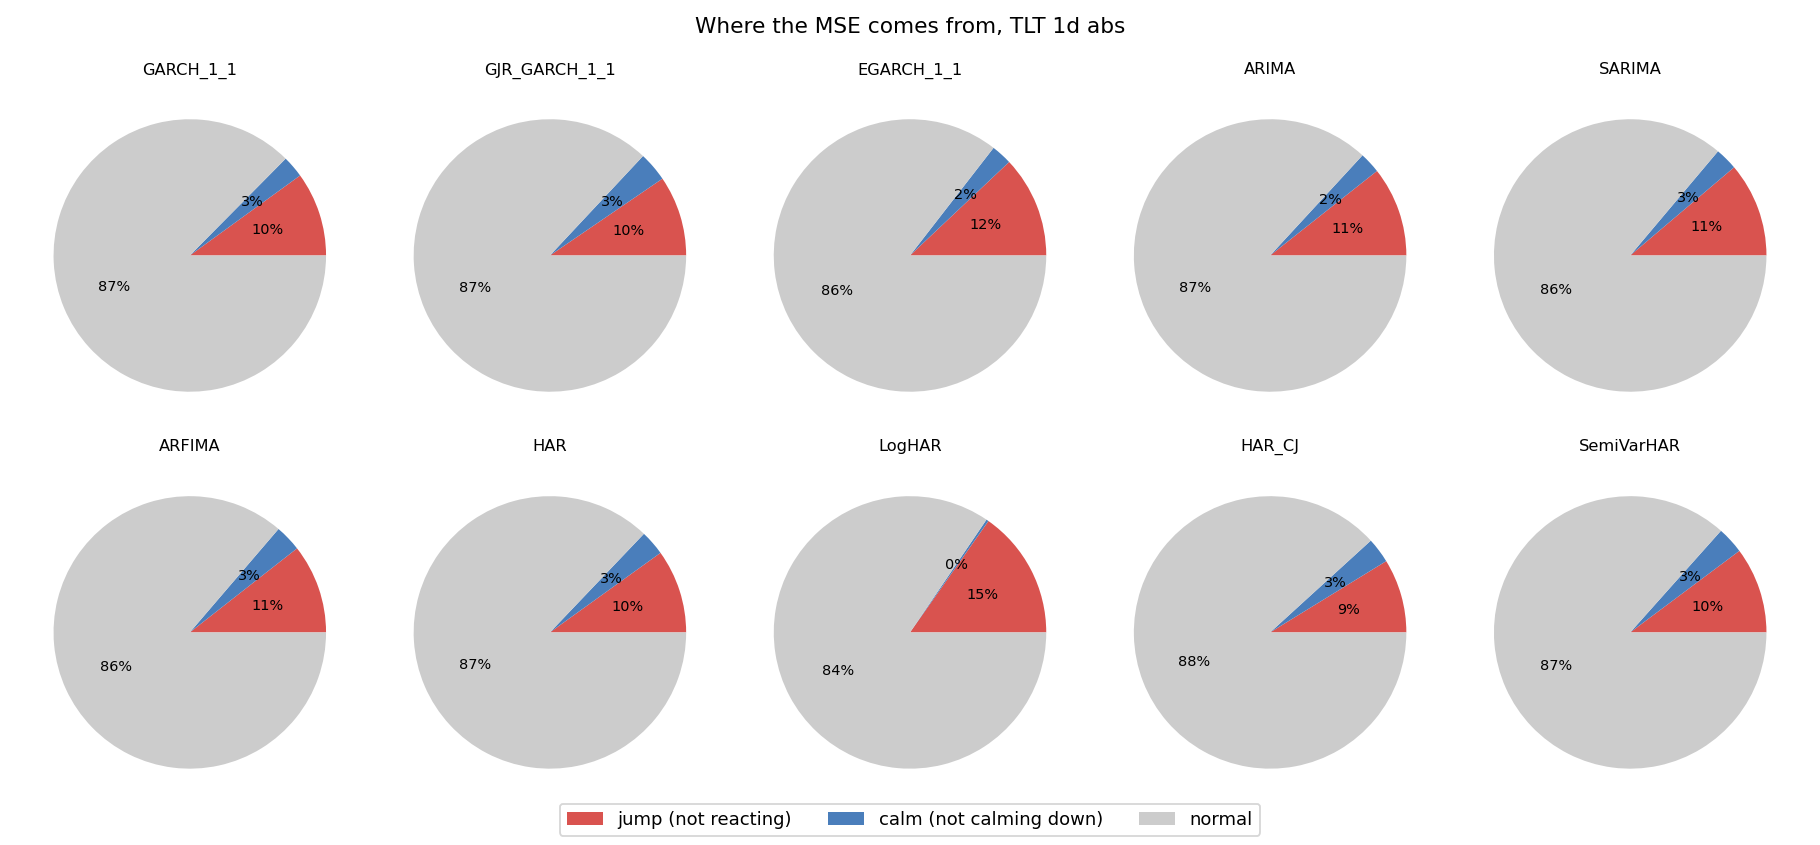 Where the MSE comes from, TLT 1d abs
GARCH_1_1
GJR_GARCH_1_1
EGARCH_1_1
ARIMA
SARIMA
3%
10%
87%
3%
10%
87%
2%
12%
86%
2%
11%
87%
3%
11%
86%
ARFIMA
HAR
LogHAR
HAR_CJ
SemiVarHAR
3%
11%
86%
3%
10%
87%
0%
15%
84%
3%
9%
88%
3%
10%
87%
jump (not reacting)
calm (not calming down)
normal